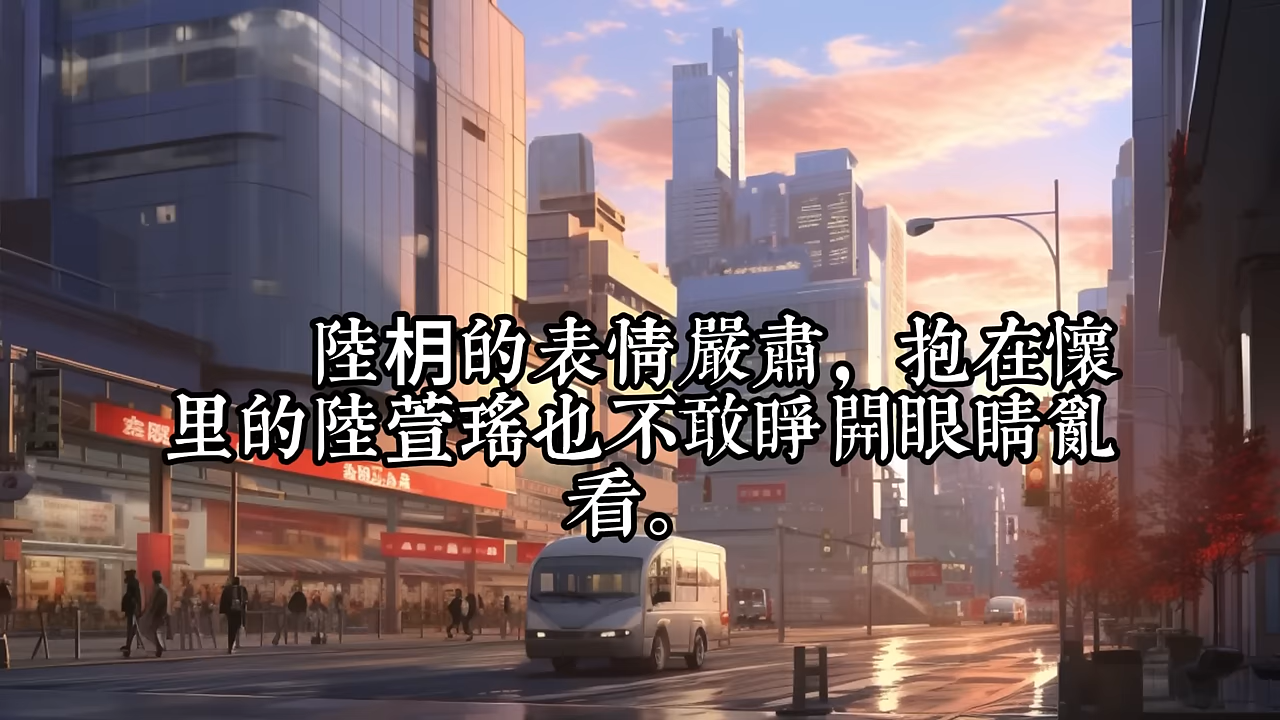 陸枂的表情嚴肅，抱在懷
里的陸萱瑤也不敢睜開眼睛亂
看。